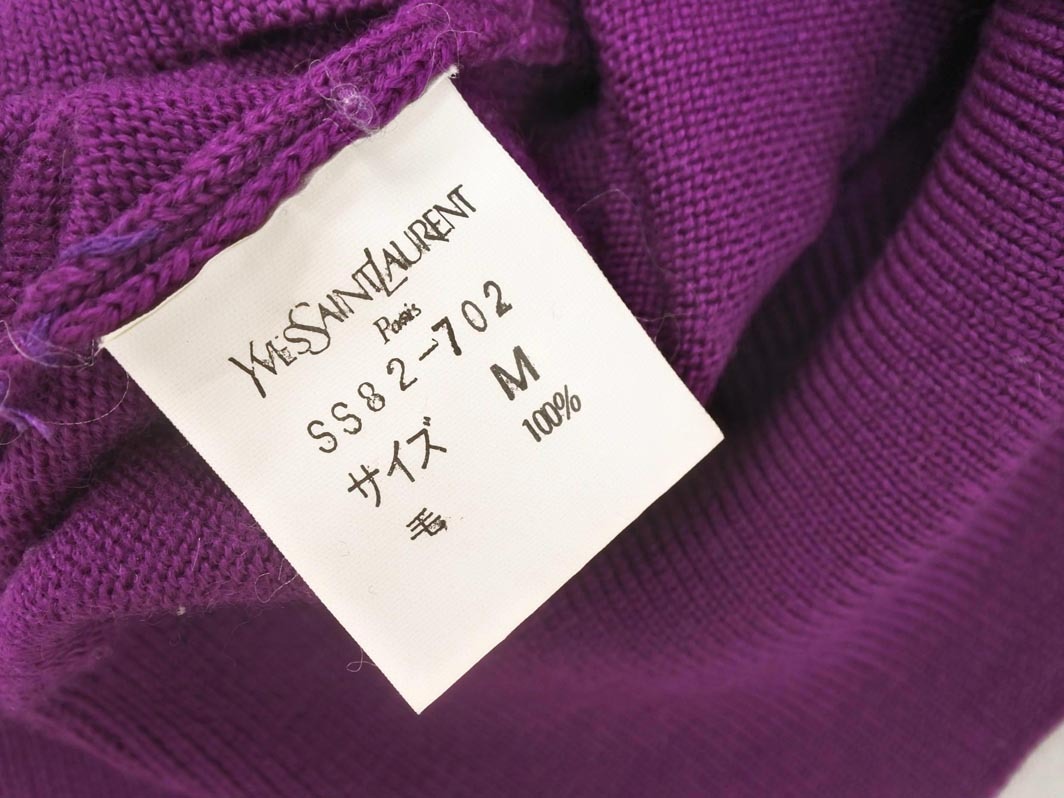 YVESSAINTLAURENT
Paris
SS82-702
サイズ M
毛 100%